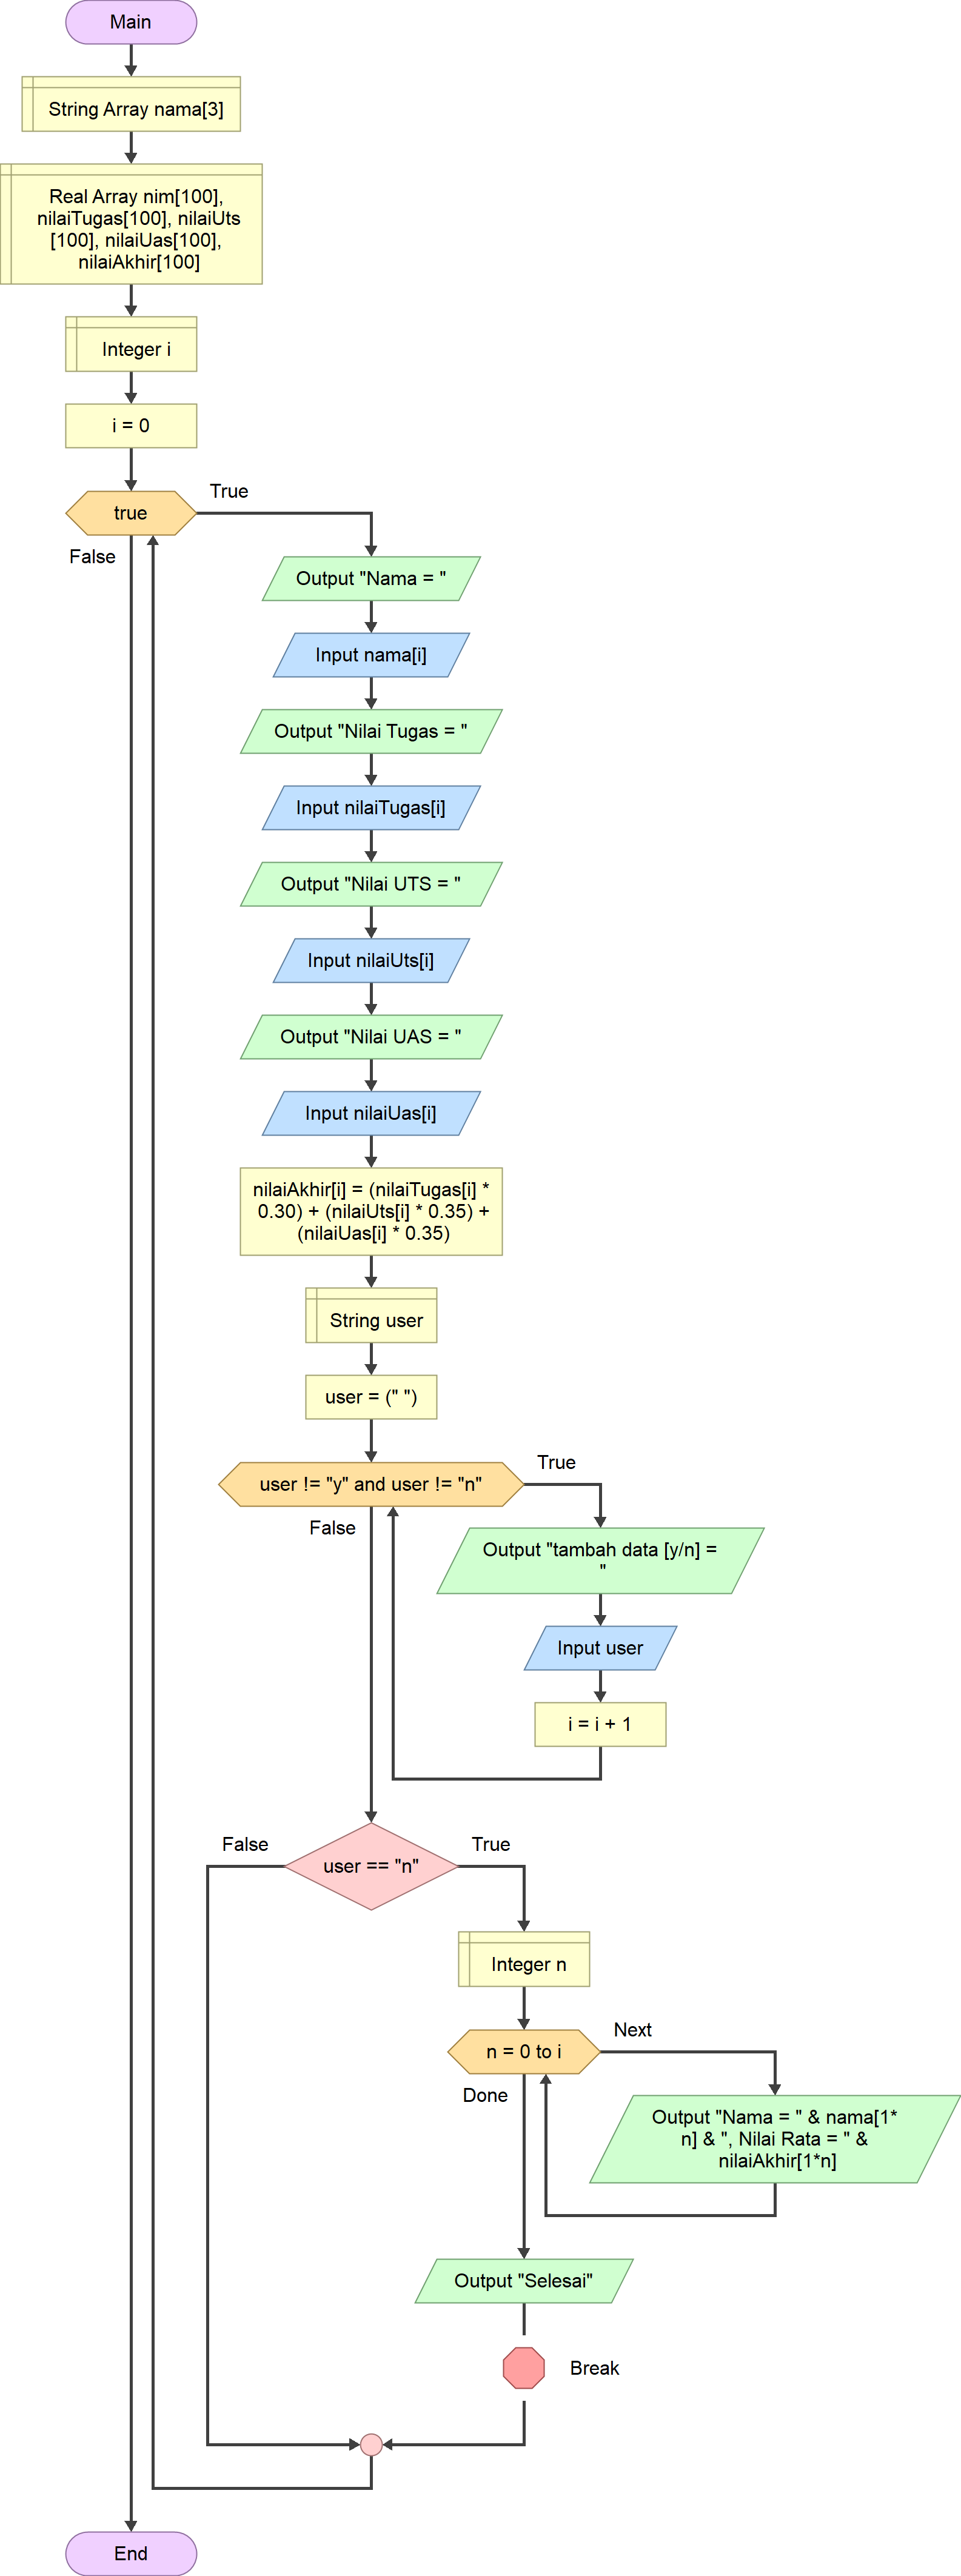 Main
String Array nama[3]
Real Array nim[100],
nilaiTugas[100], nilaiUts
[100], nilaiUas[100],
nilaiAkhir[100]
Integer i
i = 0
true
True
False
Output "Nama = "
Input nama[i]
Output "Nilai Tugas = "
Input nilaiTugas[i]
Output "Nilai UTS = "
Input nilaiUts[i]
Output "Nilai UAS = "
Input nilaiUas[i]
nilaiAkhir[i] = (nilaiTugas[i] *
0.30) + (nilaiUts[i] * 0.35) +
(nilaiUas[i] * 0.35)
String user
user = (" ")
user != "y" and user != "n"
True
False
Output "tambah data [y/n] =
"
Input user
i = i + 1
user == "n"
False
True
Integer n
n = 0 to i
Next
Done
Output "Nama = " & nama[1*
n] & ", Nilai Rata = " &
nilaiAkhir[1*n]
Output "Selesai"
Break
End